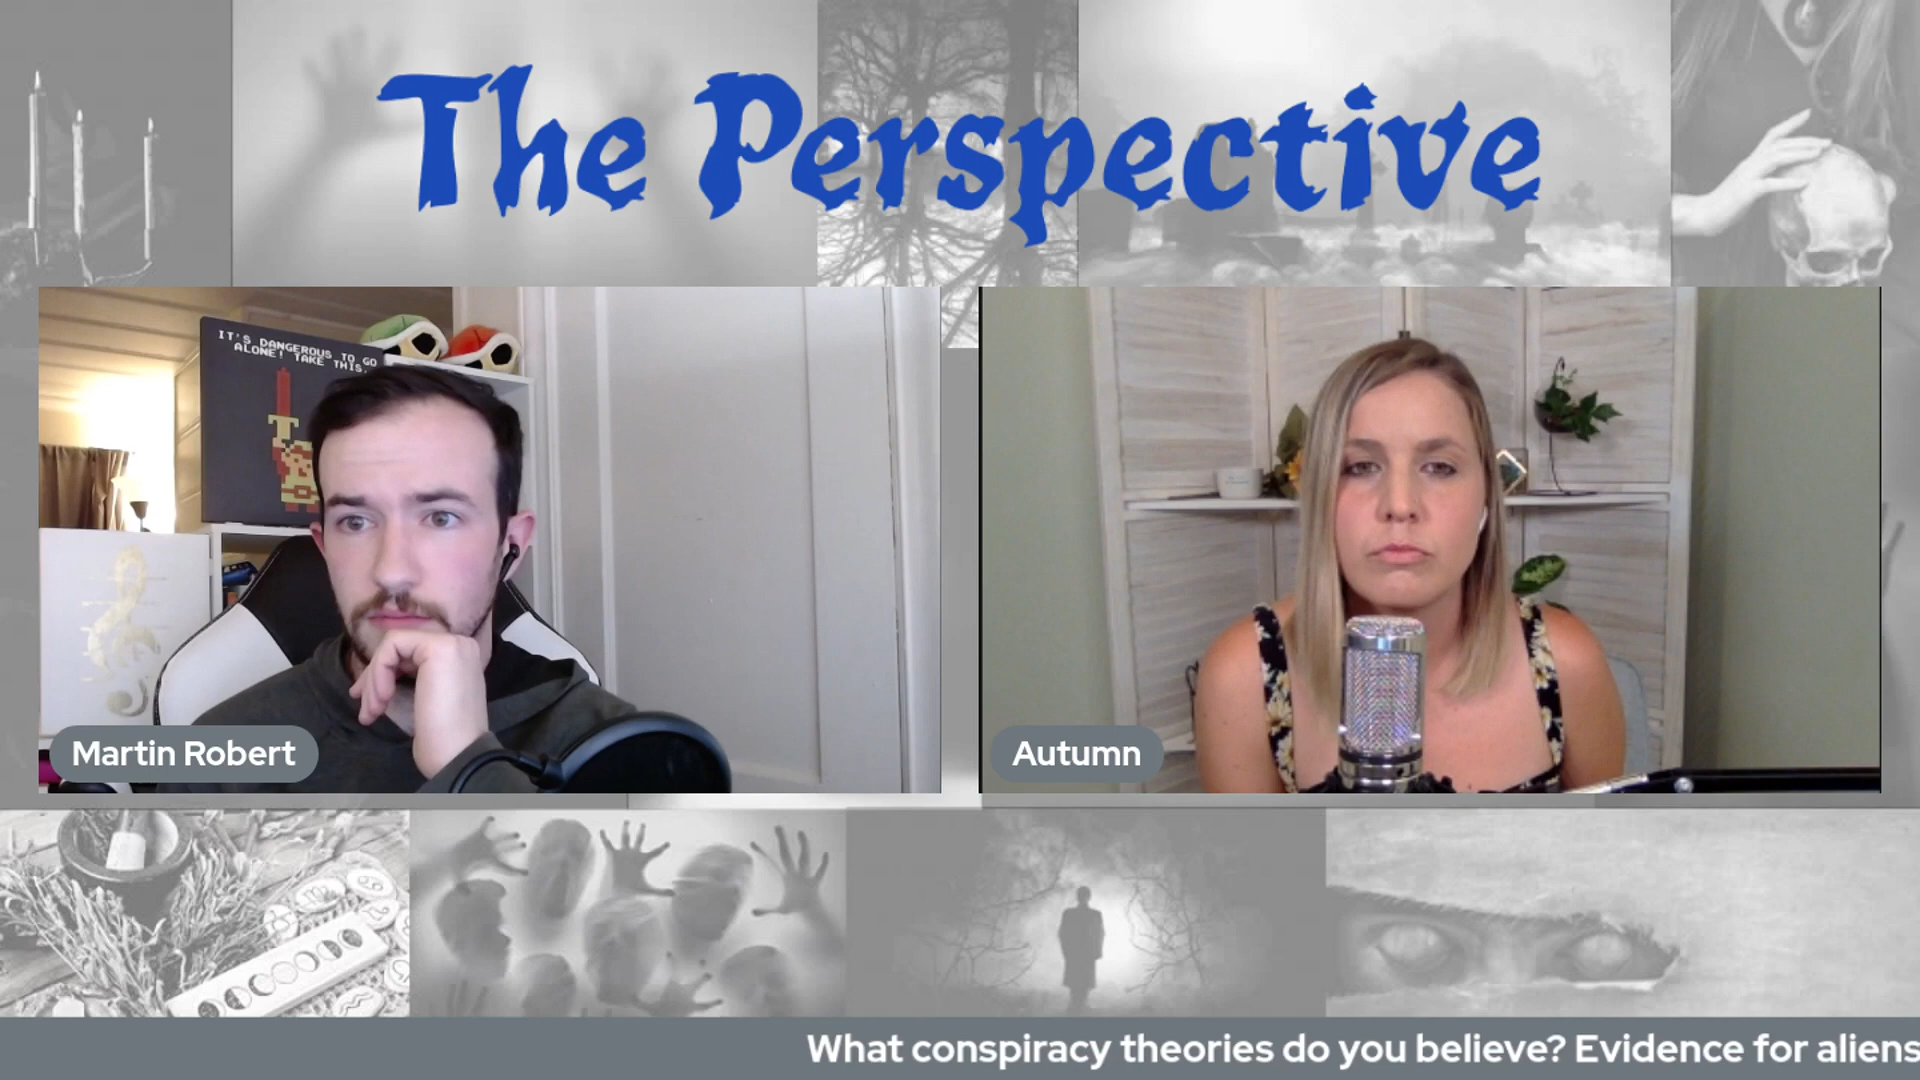 The Perspective
IT'S DANGEROUS TO GO
ALONE! TAKE THIS.
Martin Robert
Autumn
What conspiracy theories do you believe? Evidence for aliens